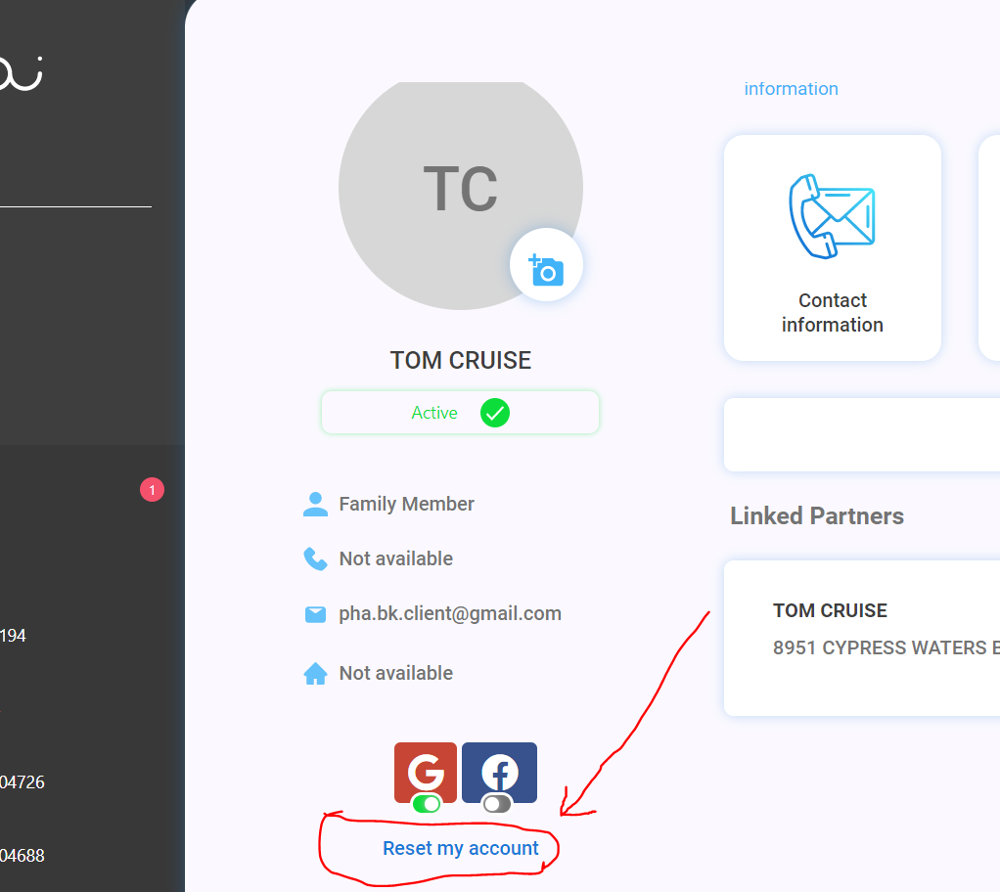 information
TC
Contact
information
TOM CRUISE
Active
1
Family Member
Linked Partners
Not available
pha.bk.client@gmail.com
TOM CRUISE
194
8951 CYPRESS WATERS
Not available
04726
Reset my account
04688